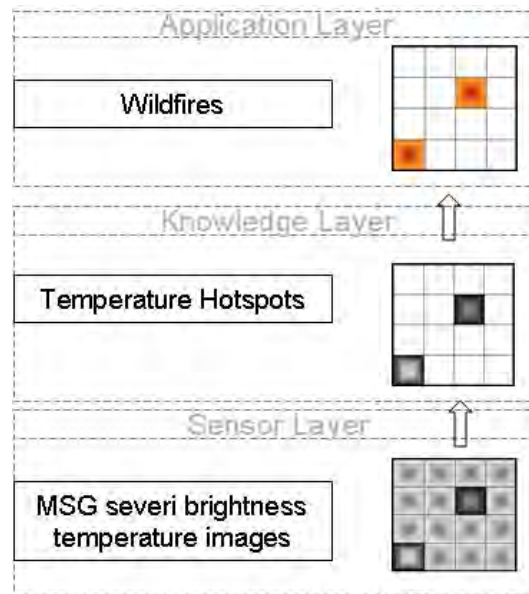 Application Layer
Wildfires
Knowledge Layer
Temperature Hotspots
Sensor Layer
MSG severi brightness
temperature images